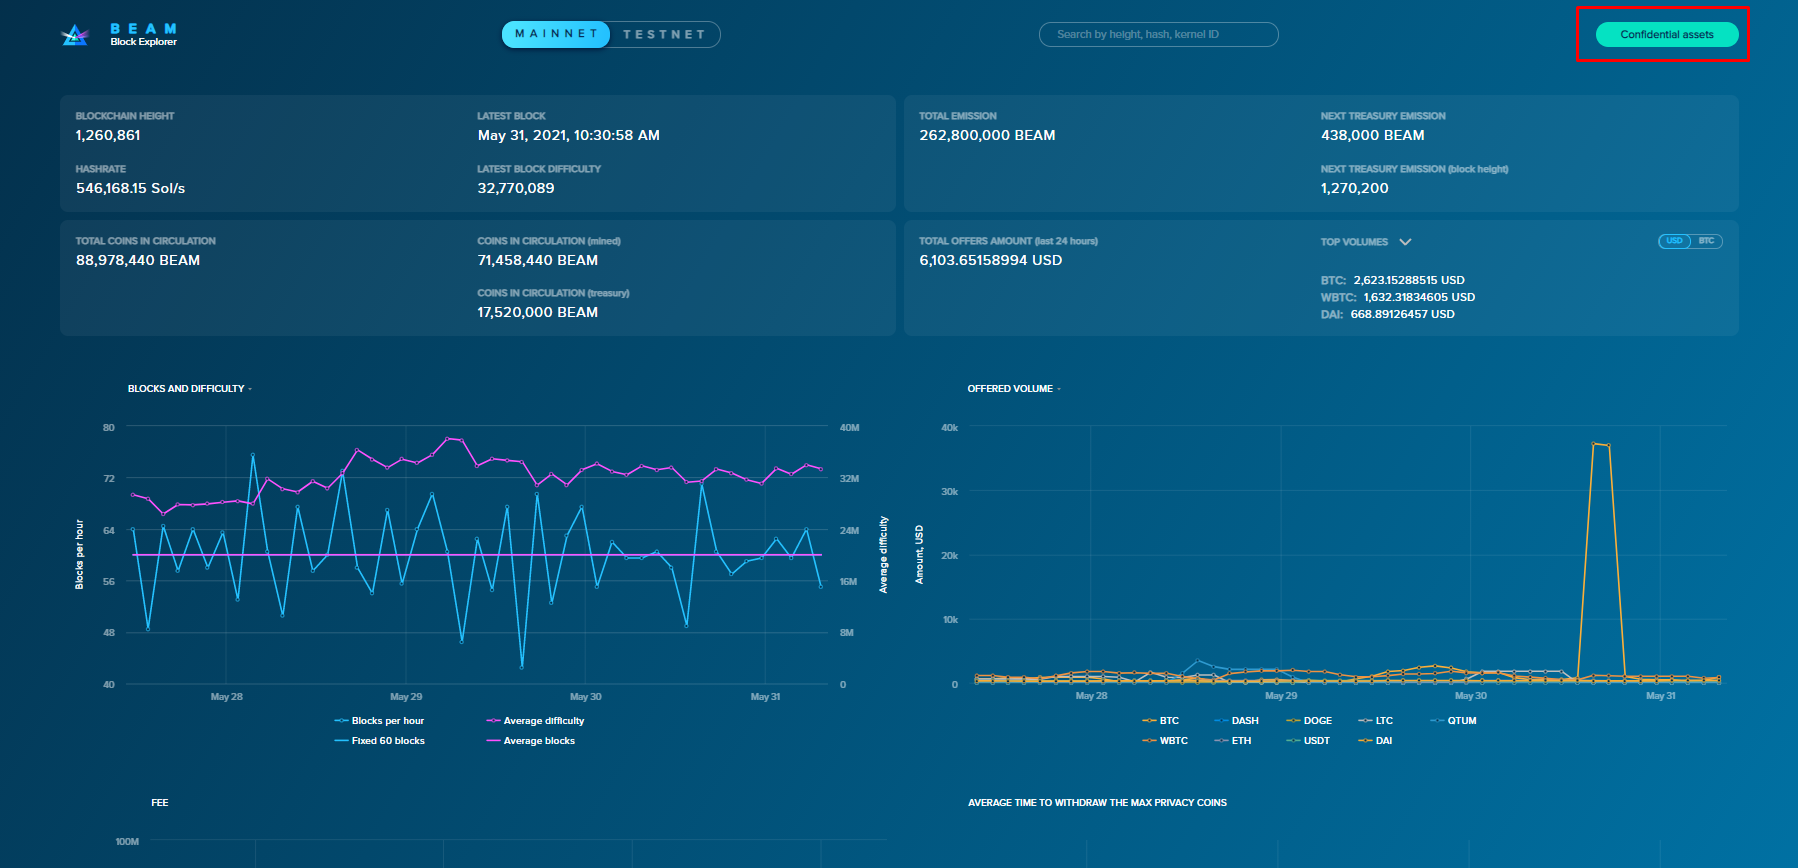 BEAM
Block Explorer
MAINNET
TESTNET
Search by height, hash, kernel ID
Confidential assets
BLOCKCHAIN HEIGHT
1,260,861
LATEST BLOCK
May 31, 2021, 10:30:58 AM
HASHRATE
546,168.15 Sol/s
LATEST BLOCK DIFFICULTY
32,770,089
TOTAL EMISSION
262,800,000 BEAM
NEXT TREASURY EMISSION
438,000 BEAM
NEXT TREASURY EMISSION (block height)
1,270,200
TOTAL COINS IN CIRCULATION
88,978,440 BEAM
COINS IN CIRCULATION (mined)
71,458,440 BEAM
COINS IN CIRCULATION (treasury)
17,520,000 BEAM
TOTAL OFFERS AMOUNT (last 24 hours)
6,103.65158994 USD
TOP VOLUMES
USD
BTC
BTC: 2,623.15288515 USD
WBTC: 1,632.31834605 USD
DAI: 668.89126457 USD
BLOCKS AND DIFFICULTY -
80
72
64
56
48
40
Blocks per hour
40M
32M
24M
16M
8M
0
Average difficulty
May 28
May 29
May 30
May 31
Blocks per hour
Average difficulty
Fixed 60 blocks
Average blocks
OFFERED VOLUME -
40k
30k
20k
10k
0
Amount, USD
May 28
May 29
May 30
May 31
BTC
DASH
DOGE
LTC
QTUM
WBTC
ETH
USDT
DAI
FEE
100M
AVERAGE TIME TO WITHDRAW THE MAX PRIVACY COINS